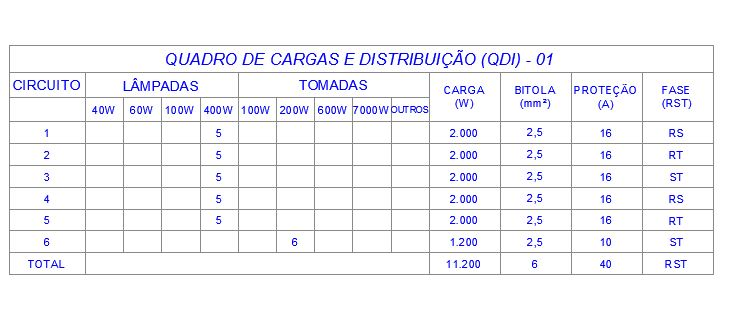 QUADRO DE CARGAS E DISTRIBUIÇÃO (QDI) - 01
CIRCUITO LÂMPADAS TOMADAS CARGA (W) BITOLA (mm²) PROTEÇÃO (A) FASE (RST)
40W 60W 100W 400W 100W 200W 600W 7000W OUTROS
1 5 2.000 2,5 16 RS
2 5 2.000 2,5 16 RT
3 5 2.000 2,5 16 ST
4 5 2.000 2,5 16 RS
5 5 2.000 2,5 16 RT
6 6 1.200 2,5 10 ST
TOTAL 11.200 6 40 RST